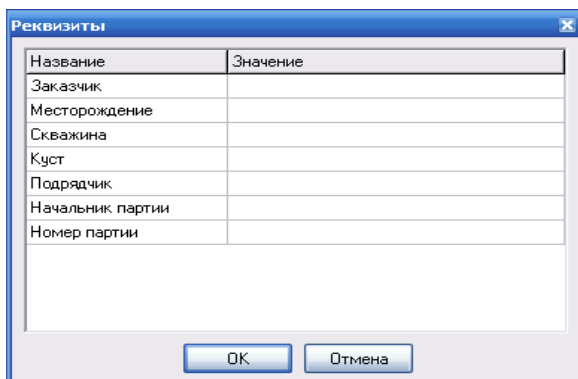 Реквизиты
Название Значение
Заказчик
Месторождение
Скважина
Куст
Подрядчик
Начальник партии
Номер партии
OK Отмена